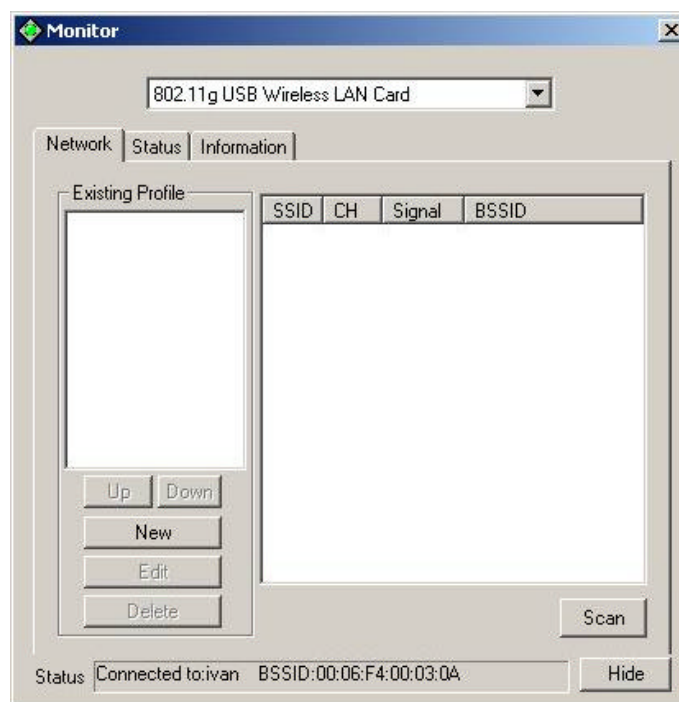 Monitor
802.11g USB Wireless LAN Card
Network Status Information
Existing Profile
SSID CH Signal BSSID
Up Down
New
Edit
Delete
Scan
Status Connected to:ivan BSSID:00:06:F4:00:03:0A Hide